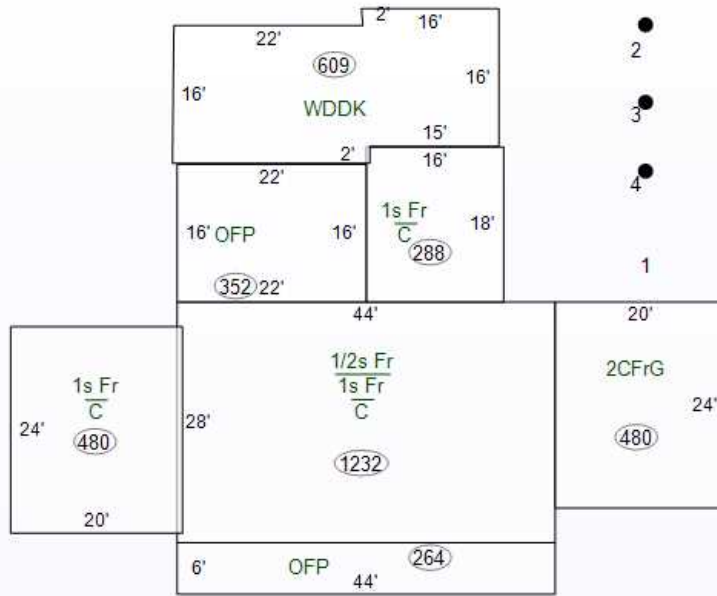 2'
16'
22'
2
609
16'
16'
3
WDDK
15'
2'
16'
22'
4
1s Fr
C
16'
OFP
16'
18'
288
1
352
22'
44'
20'
1/2s Fr
1s Fr
C
2CFrG
1s Fr
C
24'
24'
28'
480
480
1232
20'
264
6'
OFP
44'